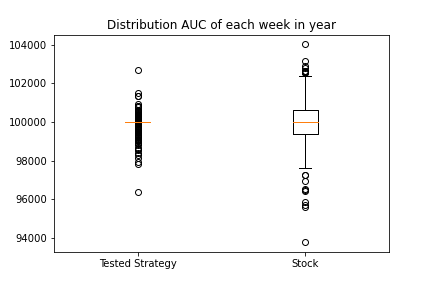 Distribution AUC of each week in year
104000
102000
100000
98000
96000
94000
Tested Strategy
Stock